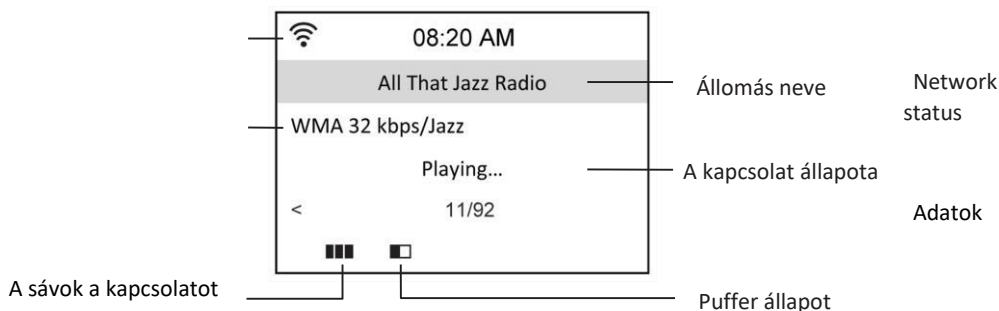 08:20 AM
All That Jazz Radio
Állomás neve
Network
status
WMA 32 kbps/Jazz
Playing...
A kapcsolat állapota
< 11/92
Adatok
A sávok a kapcsolatot
Puffer állapot